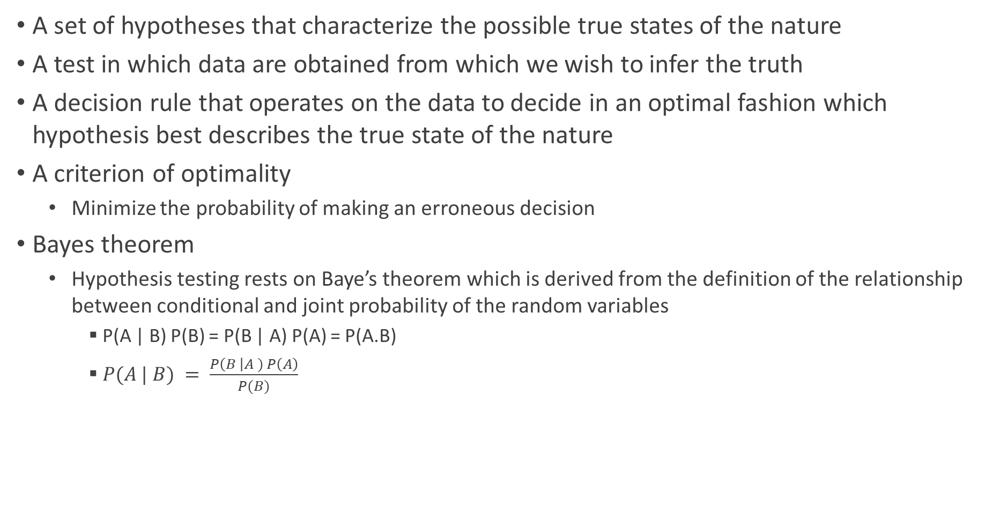 • A set of hypotheses that characterize the possible true states of the nature
• A test in which data are obtained from which we wish to infer the truth
• A decision rule that operates on the data to decide in an optimal fashion which
hypothesis best describes the true state of the nature
• A criterion of optimality
• Minimize the probability of making an erroneous decision
• Bayes theorem
• Hypothesis testing rests on Baye’s theorem which is derived from the definition of the relationship
between conditional and joint probability of the random variables
▪ P(A | B) P(B) = P(B | A) P(A) = P(A.B)
▪ P(A | B) = P(B |A ) P(A) / P(B)